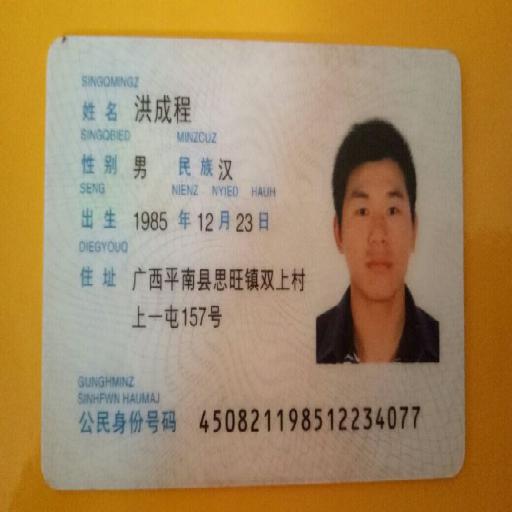 SINGQMINGZ
姓名 洪成程
SINGQBIED MINZCUZ
性别 男 民族 汉
SENG NIENZ NYIED HAUH
出生 1985 年 12 月 23 日
DIEGYOUQ
住址 广西平南县思旺镇双上村
上一屯157号
GUNGHMINZ
SINHFWN HAUMAJ
公民身份号码 450821198512234077